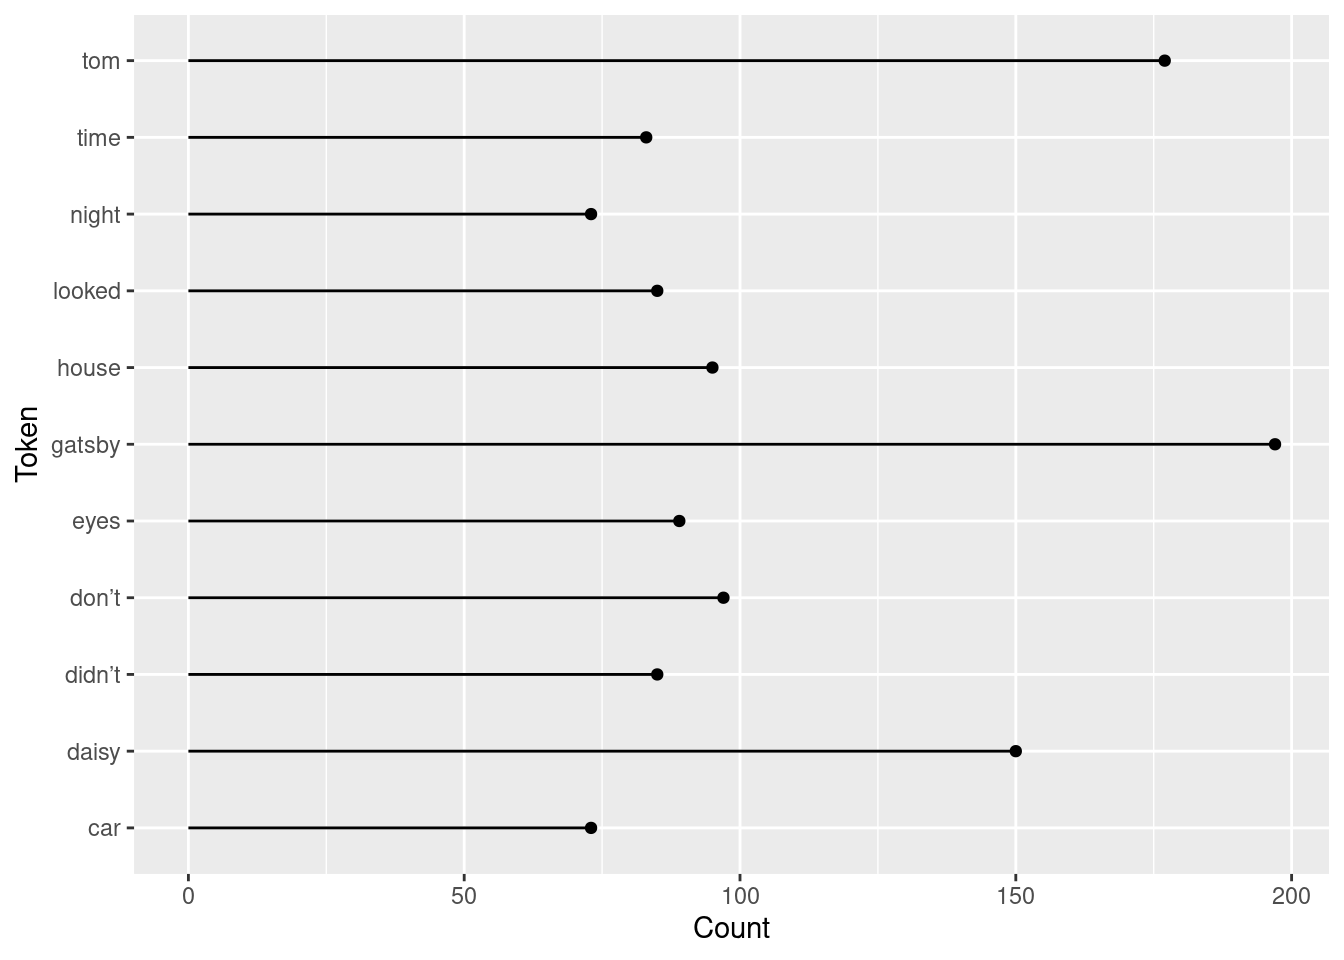 tom
time
night
looked
house
gatsby
eyes
don’t
didn’t
daisy
car
Token
0 50 100 150 200
Count